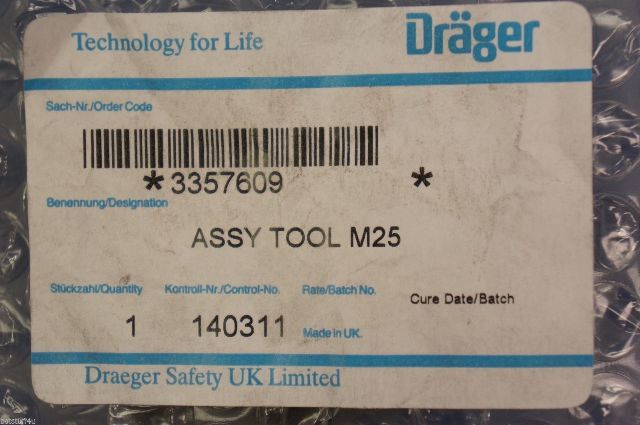 Technology for Life
Dräger
Sach-Nr./Order Code
*3357609 *
Benennung/Designation
ASSY TOOL M25
Stückzahl/Quantity Kontroll-Nr./Control-No. Rate/Batch No. Cure Date/Batch
1 140311 Made in UK.
Draeger Safety UK Limited